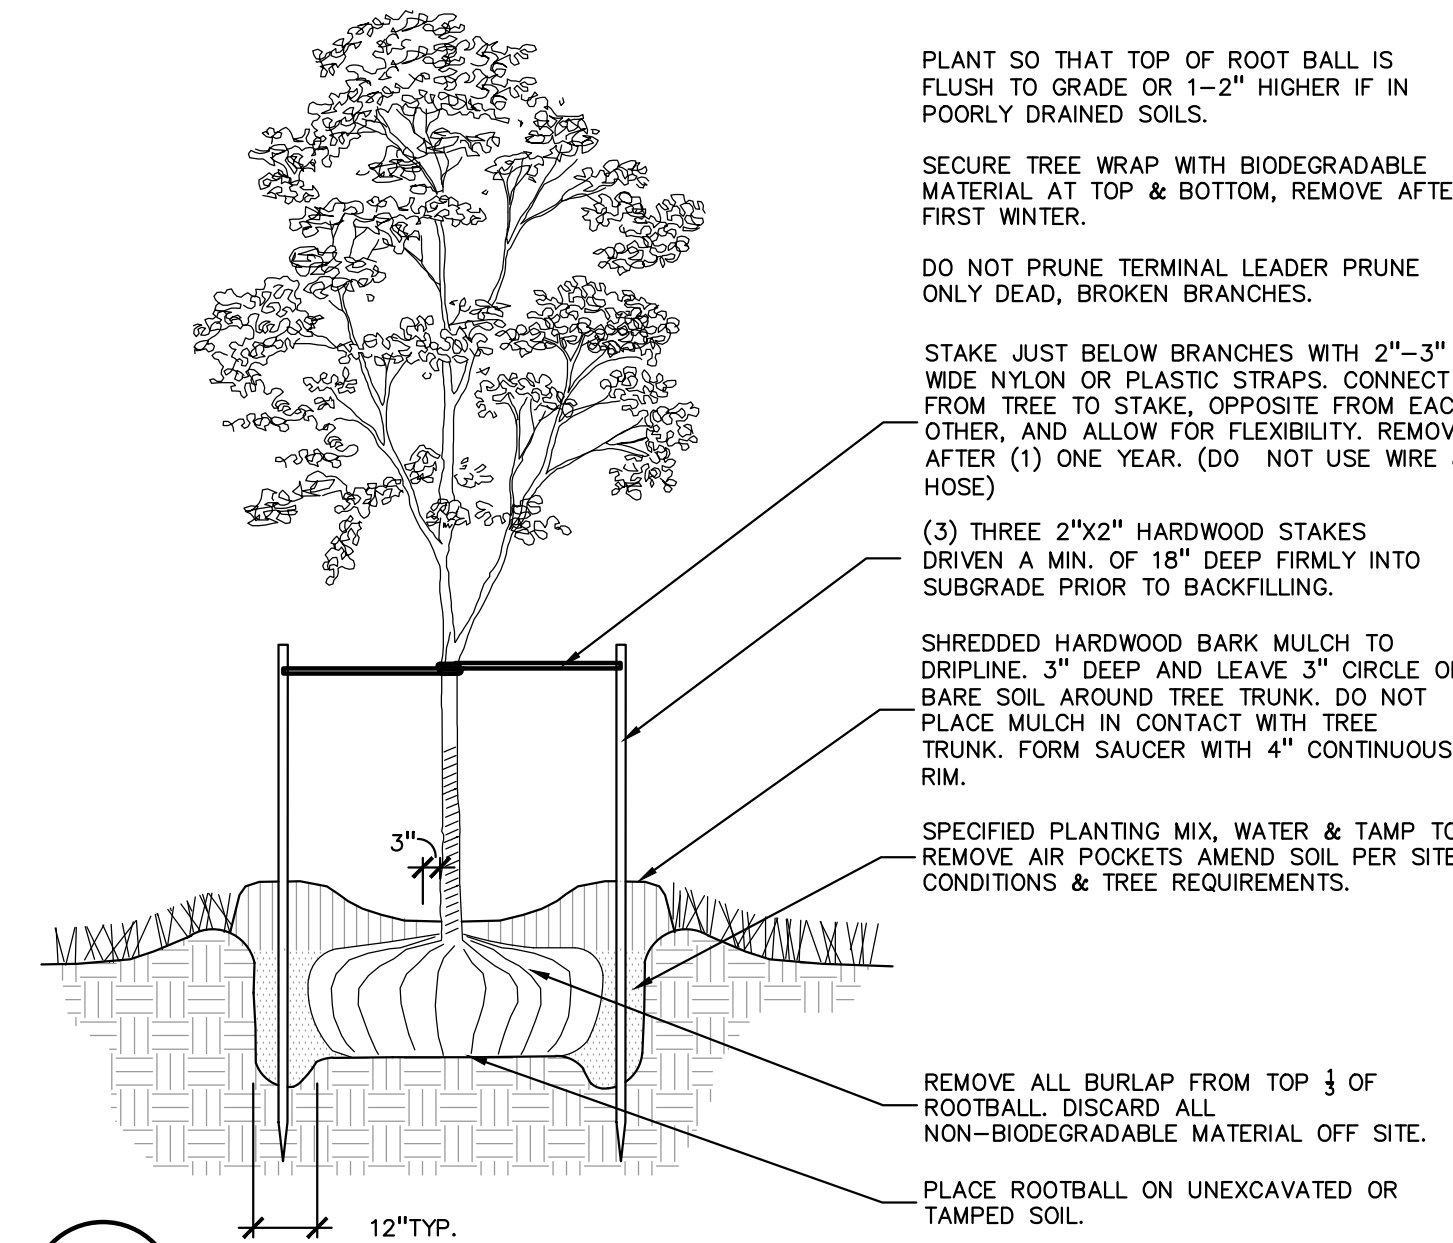 PLANT SO THAT TOP OF ROOT BALL IS
FLUSH TO GRADE OR 1-2" HIGHER IF IN
POORLY DRAINED SOILS.
SECURE TREE WRAP WITH BIODEGRADABLE
MATERIAL AT TOP & BOTTOM, REMOVE AFTE
FIRST WINTER.
DO NOT PRUNE TERMINAL LEADER PRUNE
ONLY DEAD, BROKEN BRANCHES.
STAKE JUST BELOW BRANCHES WITH 2"-3"
WIDE NYLON OR PLASTIC STRAPS. CONNECT
FROM TREE TO STAKE, OPPOSITE FROM EAC
OTHER, AND ALLOW FOR FLEXIBILITY. REMOV
AFTER (1) ONE YEAR. (DO NOT USE WIRE
HOSE)
(3) THREE 2"X2" HARDWOOD STAKES
DRIVEN A MIN. OF 18" DEEP FIRMLY INTO
SUBGRADE PRIOR TO BACKFILLING.
SHREDDED HARDWOOD BARK MULCH TO
DRIPLINE. 3" DEEP AND LEAVE 3" CIRCLE O
BARE SOIL AROUND TREE TRUNK. DO NOT
PLACE MULCH IN CONTACT WITH TREE
TRUNK. FORM SAUCER WITH 4" CONTINUOUS
RIM.
3"
SPECIFIED PLANTING MIX, WATER & TAMP TO
REMOVE AIR POCKETS AMEND SOIL PER SITE
CONDITIONS & TREE REQUIREMENTS.
REMOVE ALL BURLAP FROM TOP 1/3 OF
ROOTBALL. DISCARD ALL
NON-BIODEGRADABLE MATERIAL OFF SITE.
PLACE ROOTBALL ON UNEXCAVATED OR
TAMPED SOIL.
12"TYP.